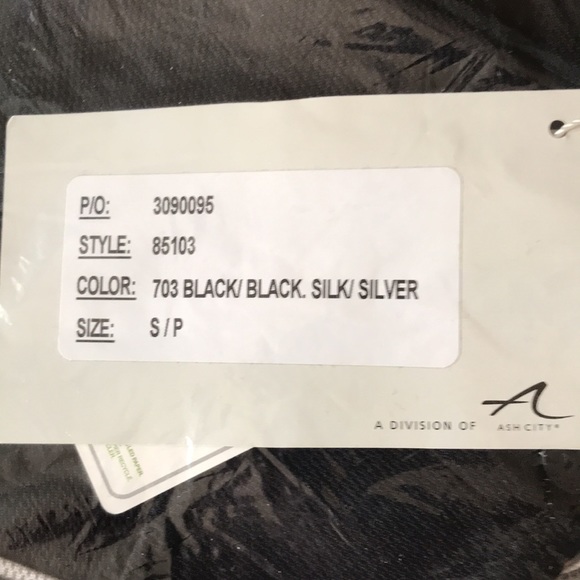 P/O: 3090095
STYLE: 85103
COLOR: 703 BLACK/ BLACK. SILK/ SILVER
SIZE: S / P
A DIVISION OF ASH CITY®